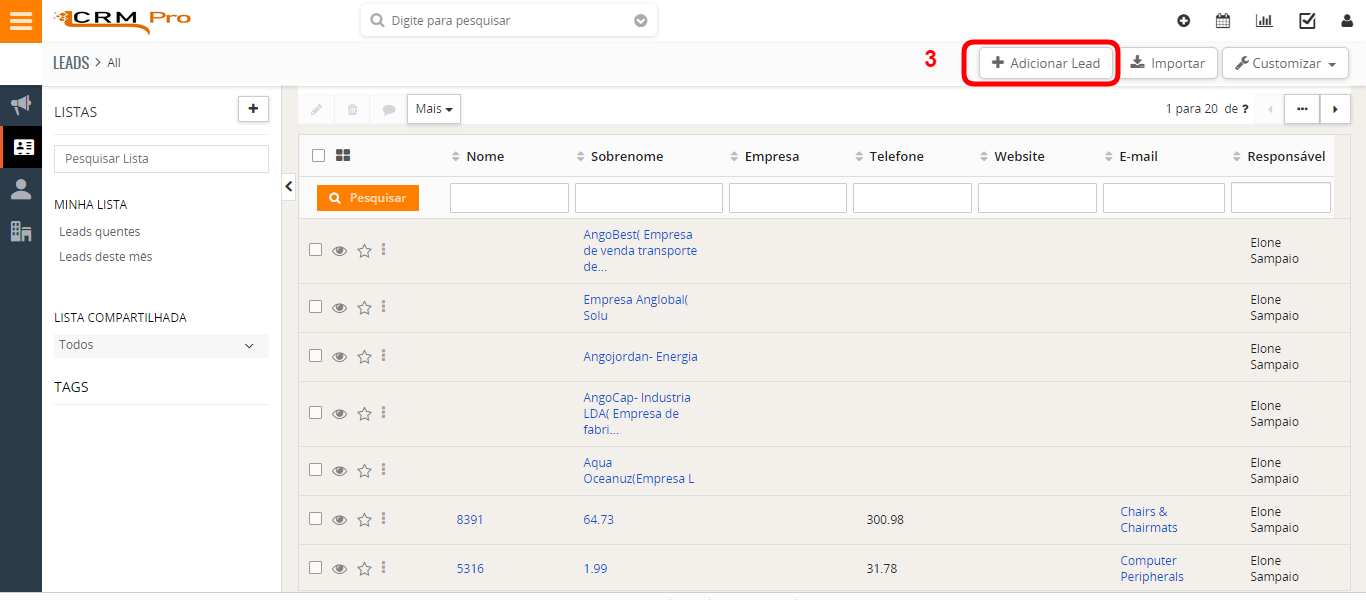 CRM Pro
Digite para pesquisar
LEADS > All
3
Adicionar Lead
Importar
Customizar
LISTAS
Mais
1 para 20 de ?
Pesquisar Lista
MINHA LISTA
Leads quentes
Leads deste mês
LISTA COMPARTILHADA
Todos
TAGS
Nome Sobrenome Empresa Telefone Website E-mail Responsável
Pesquisar
AngoBest( Empresa
de venda transporte
de...
Elone
Sampaio
Empresa Anglobal(
Solu
Elone
Sampaio
Angojordan- Energia
Elone
Sampaio
AngoCap- Industria
LDA( Empresa de
fabri...
Elone
Sampaio
Aqua
Oceanuz(Empresa L
Elone
Sampaio
8391 64.73 300.98
Chairs &
Chairmats
Elone
Sampaio
5316 1.99 31.78
Computer
Peripherals
Elone
Sampaio